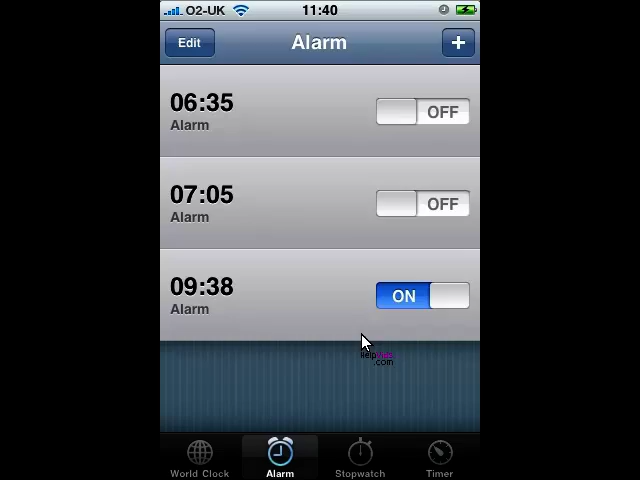 O2-UK 11:40
Edit Alarm +
06:35
Alarm OFF
07:05
Alarm OFF
09:38
Alarm ON
.com
World Clock Alarm Stopwatch Timer